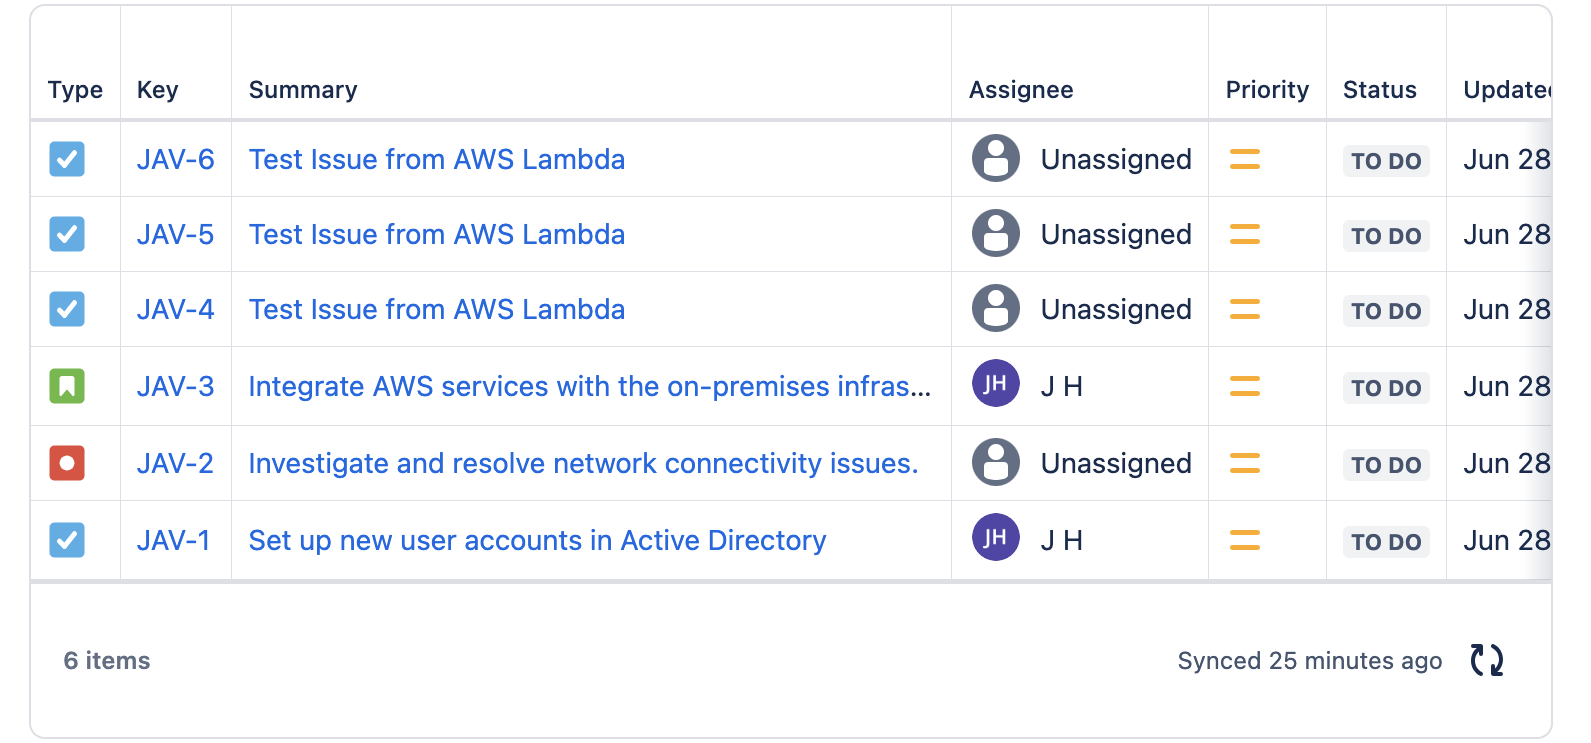 Type Key Summary Assignee Priority Status Updated
JAV-6 Test Issue from AWS Lambda Unassigned TO DO Jun 28
JAV-5 Test Issue from AWS Lambda Unassigned TO DO Jun 28
JAV-4 Test Issue from AWS Lambda Unassigned TO DO Jun 28
JAV-3 Integrate AWS services with the on-premises infras... JH J H TO DO Jun 28
JAV-2 Investigate and resolve network connectivity issues. Unassigned TO DO Jun 28
JAV-1 Set up new user accounts in Active Directory JH J H TO DO Jun 28
6 items Synced 25 minutes ago